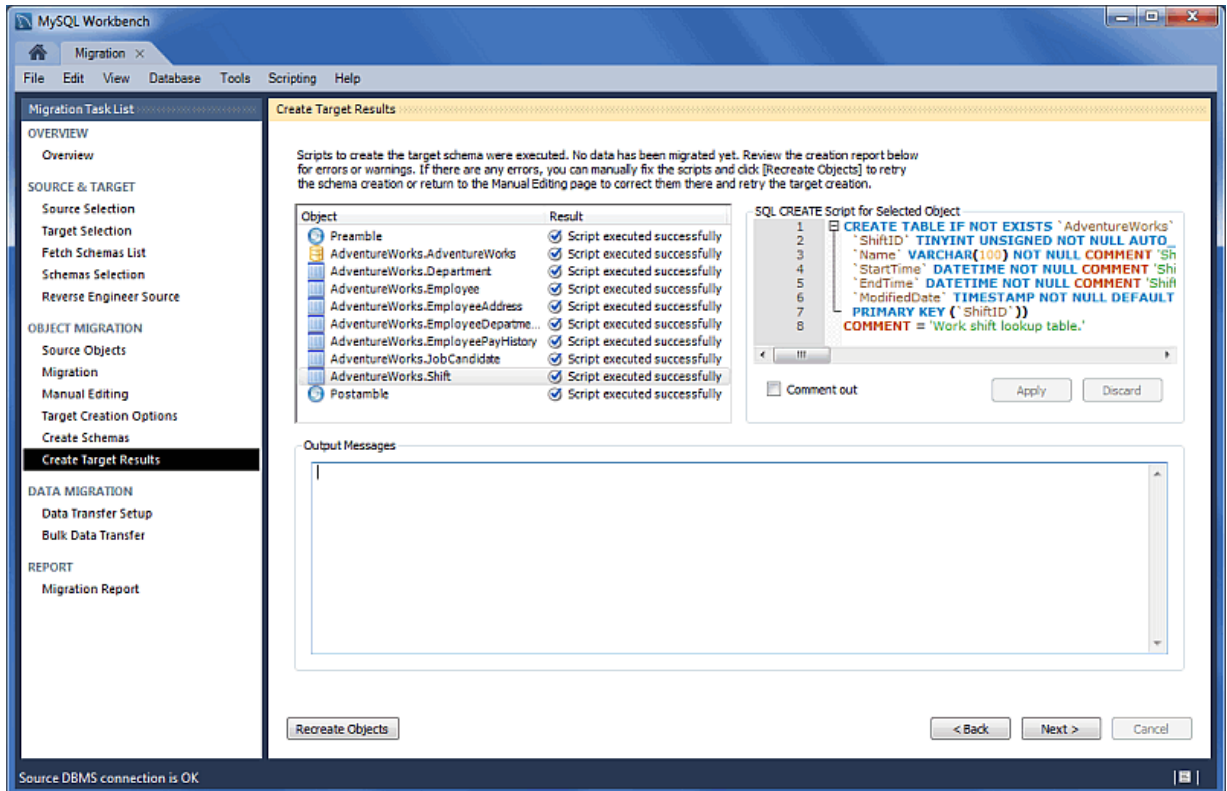 MySQL Workbench
Migration
File Edit View Database Tools Scripting Help
Migration Task List
OVERVIEW
Overview
SOURCE & TARGET
Source Selection
Target Selection
Fetch Schemas List
Schemas Selection
Reverse Engineer Source
OBJECT MIGRATION
Source Objects
Migration
Manual Editing
Target Creation Options
Create Schemas
Create Target Results
DATA MIGRATION
Data Transfer Setup
Bulk Data Transfer
REPORT
Migration Report
Create Target Results
Scripts to create the target schema were executed. No data has been migrated yet. Review the creation report below
for errors or warnings. If there are any errors, you can manually fix the scripts and click [Recreate Objects] to retry
the schema creation or return to the Manual Editing page to correct them there and retry the target creation.
Object Result
Preamble Script executed successfully
AdventureWorks.AdventureWorks Script executed successfully
AdventureWorks.Department Script executed successfully
AdventureWorks.Employee Script executed successfully
AdventureWorks.EmployeeAddress Script executed successfully
AdventureWorks.EmployeeDepartme... Script executed successfully
AdventureWorks.EmployeePayHistory Script executed successfully
AdventureWorks.JobCandidate Script executed successfully
AdventureWorks.Shift Script executed successfully
Postamble Script executed successfully
SQL CREATE Script for Selected Object
1 CREATE TABLE IF NOT EXISTS `AdventureWorks`
2 `ShiftID` TINYINT UNSIGNED NOT NULL AUTO_
3 `Name` VARCHAR(100) NOT NULL COMMENT 'Sh
4 `StartTime` DATETIME NOT NULL COMMENT 'Shi
5 `EndTime` DATETIME NOT NULL COMMENT 'Shift
6 `ModifiedDate` TIMESTAMP NOT NULL DEFAULT
7 PRIMARY KEY (`ShiftID`))
8 COMMENT = 'Work shift lookup table.'
Comment out Apply Discard
Output Messages
Recreate Objects < Back Next > Cancel
Source DBMS connection is OK